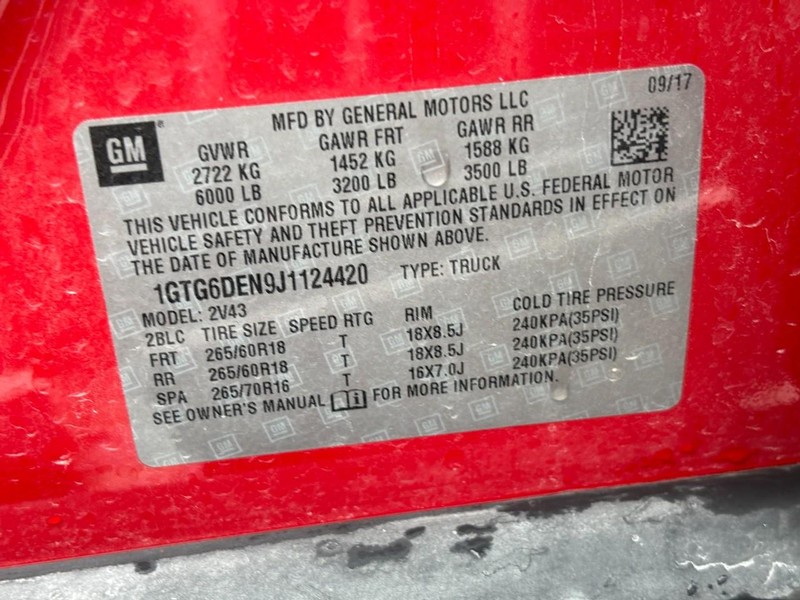 09/17
GM
MFD BY GENERAL MOTORS LLC
GVWR GAWR FRT GAWR RR
2722 KG 1452 KG 1588 KG
6000 LB 3200 LB 3500 LB
THIS VEHICLE CONFORMS TO ALL APPLICABLE U.S. FEDERAL MOTOR
VEHICLE SAFETY AND THEFT PREVENTION STANDARDS IN EFFECT ON
THE DATE OF MANUFACTURE SHOWN ABOVE.
1GTG6DEN9J1124420 TYPE: TRUCK
MODEL: 2V43
2BLC TIRE SIZE SPEED RTG RIM COLD TIRE PRESSURE
FRT 265/60R18 T 18X8.5J 240KPA(35PSI)
RR 265/60R18 T 18X8.5J 240KPA(35PSI)
SPA 265/70R16 T 16X7.0J 240KPA(35PSI)
SEE OWNER'S MANUAL i FOR MORE INFORMATION.